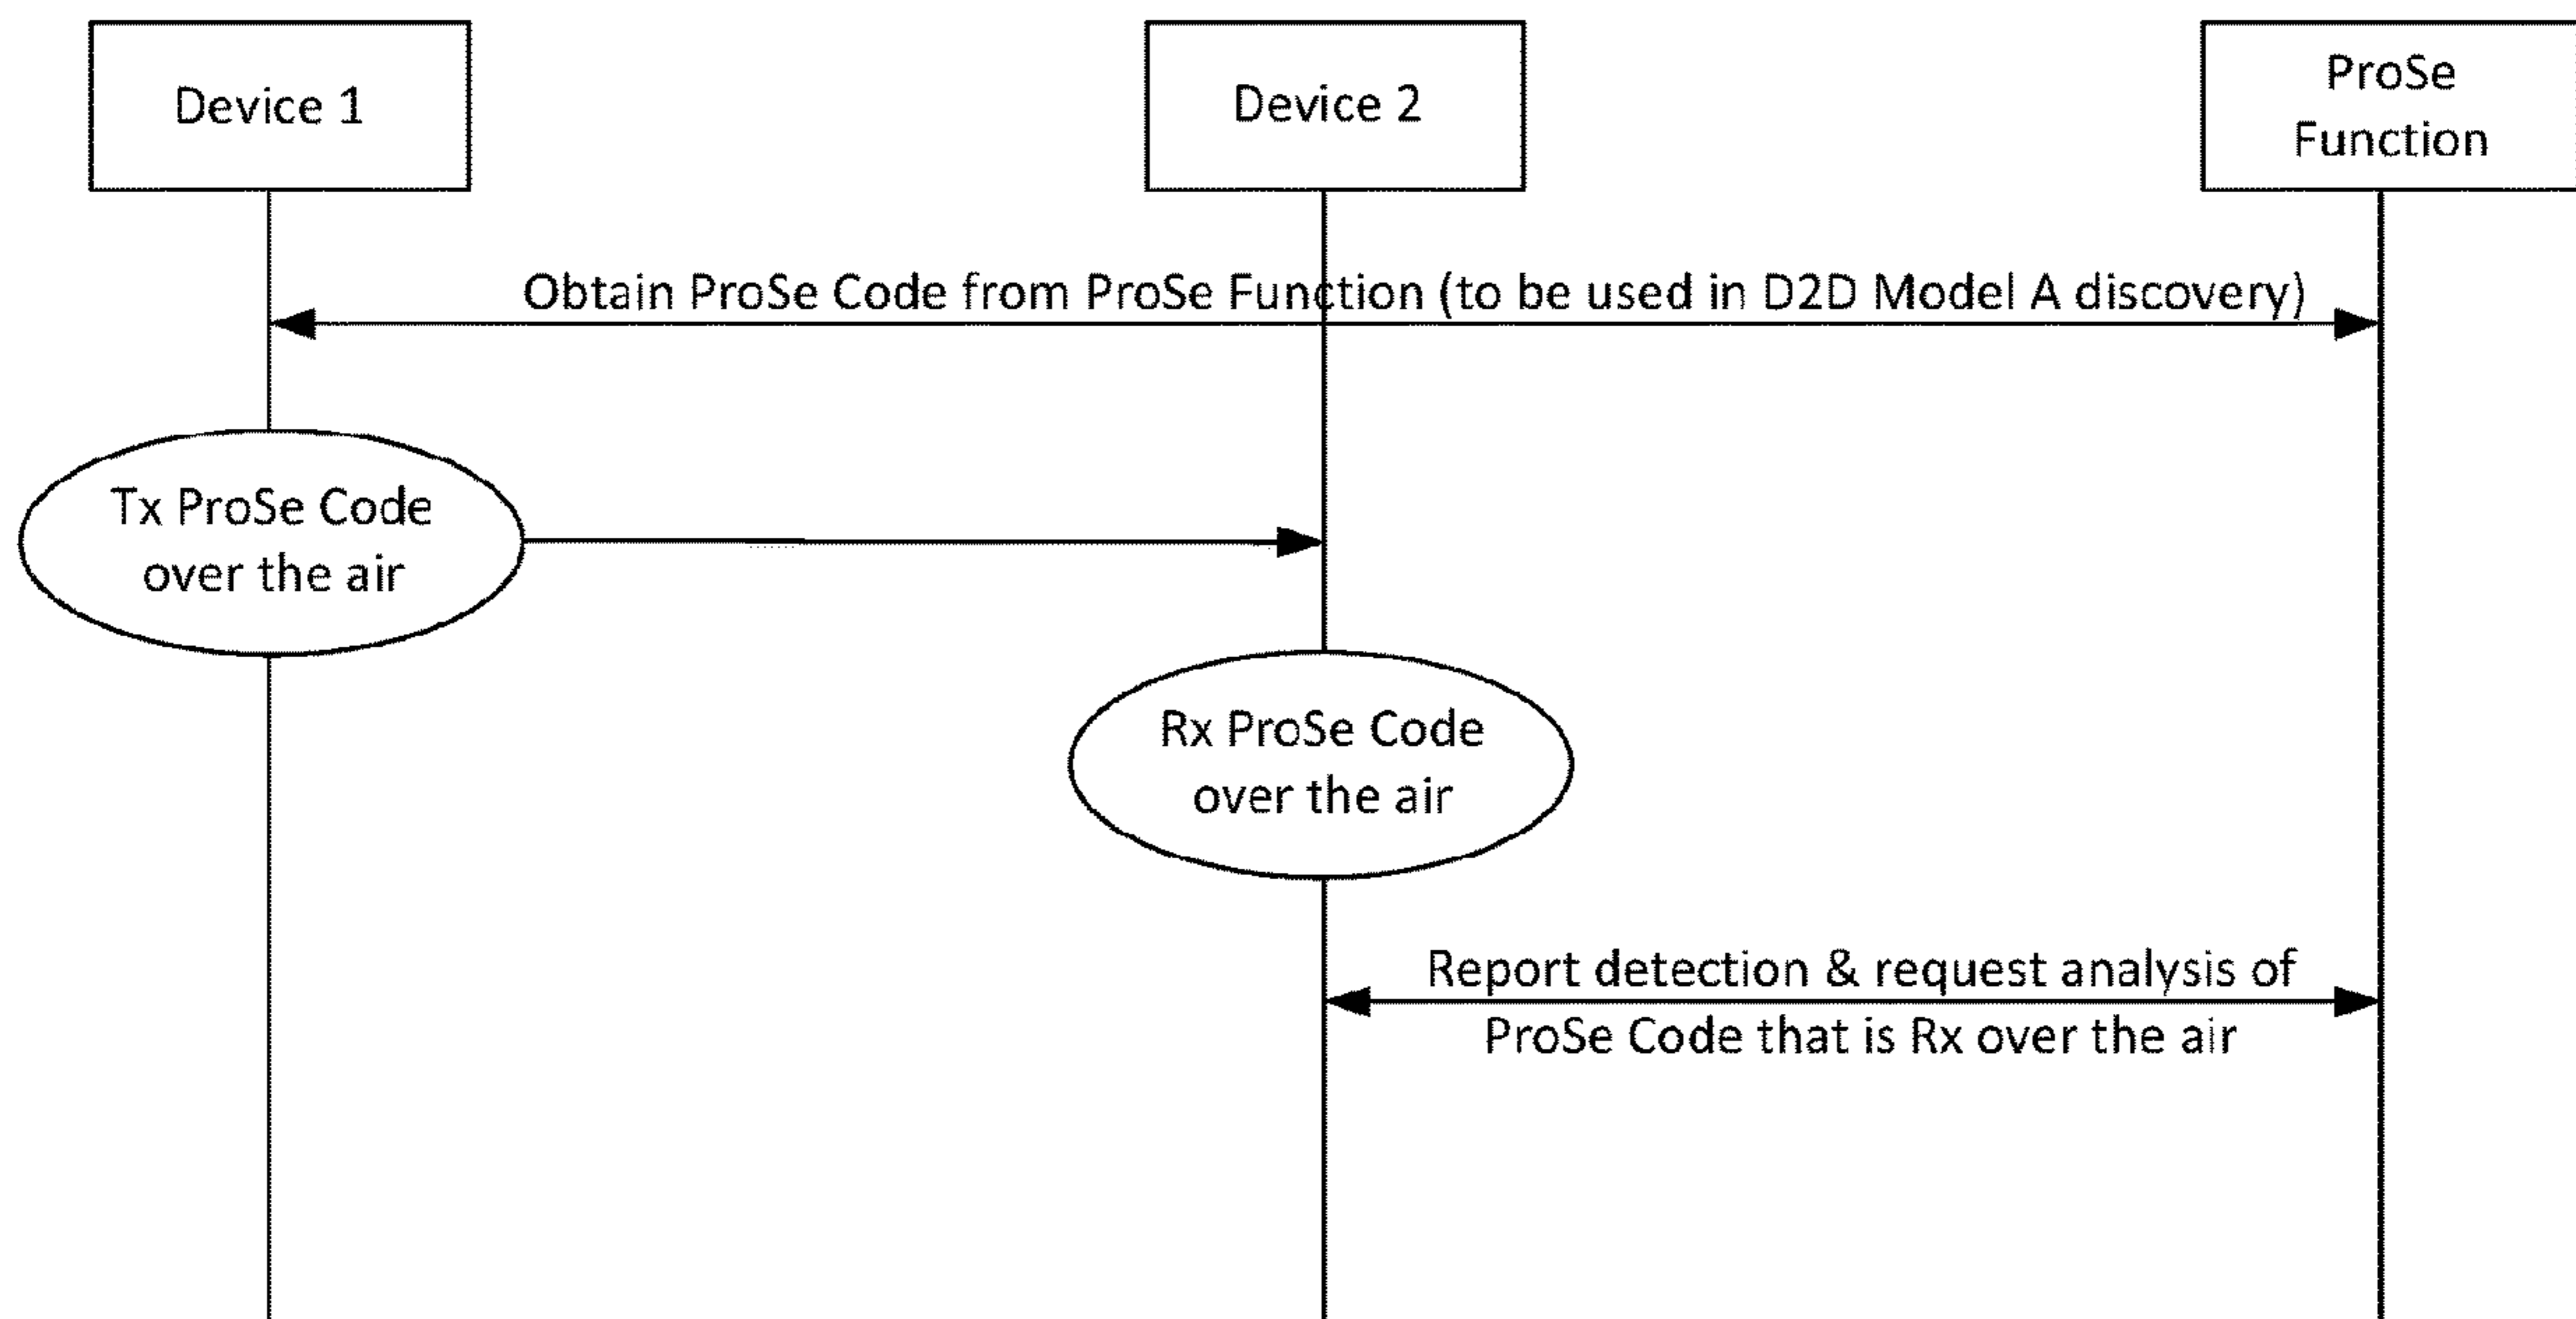 Device 1
Device 2
ProSe
Function
Obtain ProSe Code from ProSe Function (to be used in D2D Model A discovery)
Tx ProSe Code
over the air
Rx ProSe Code
over the air
Report detection & request analysis of
ProSe Code that is Rx over the air